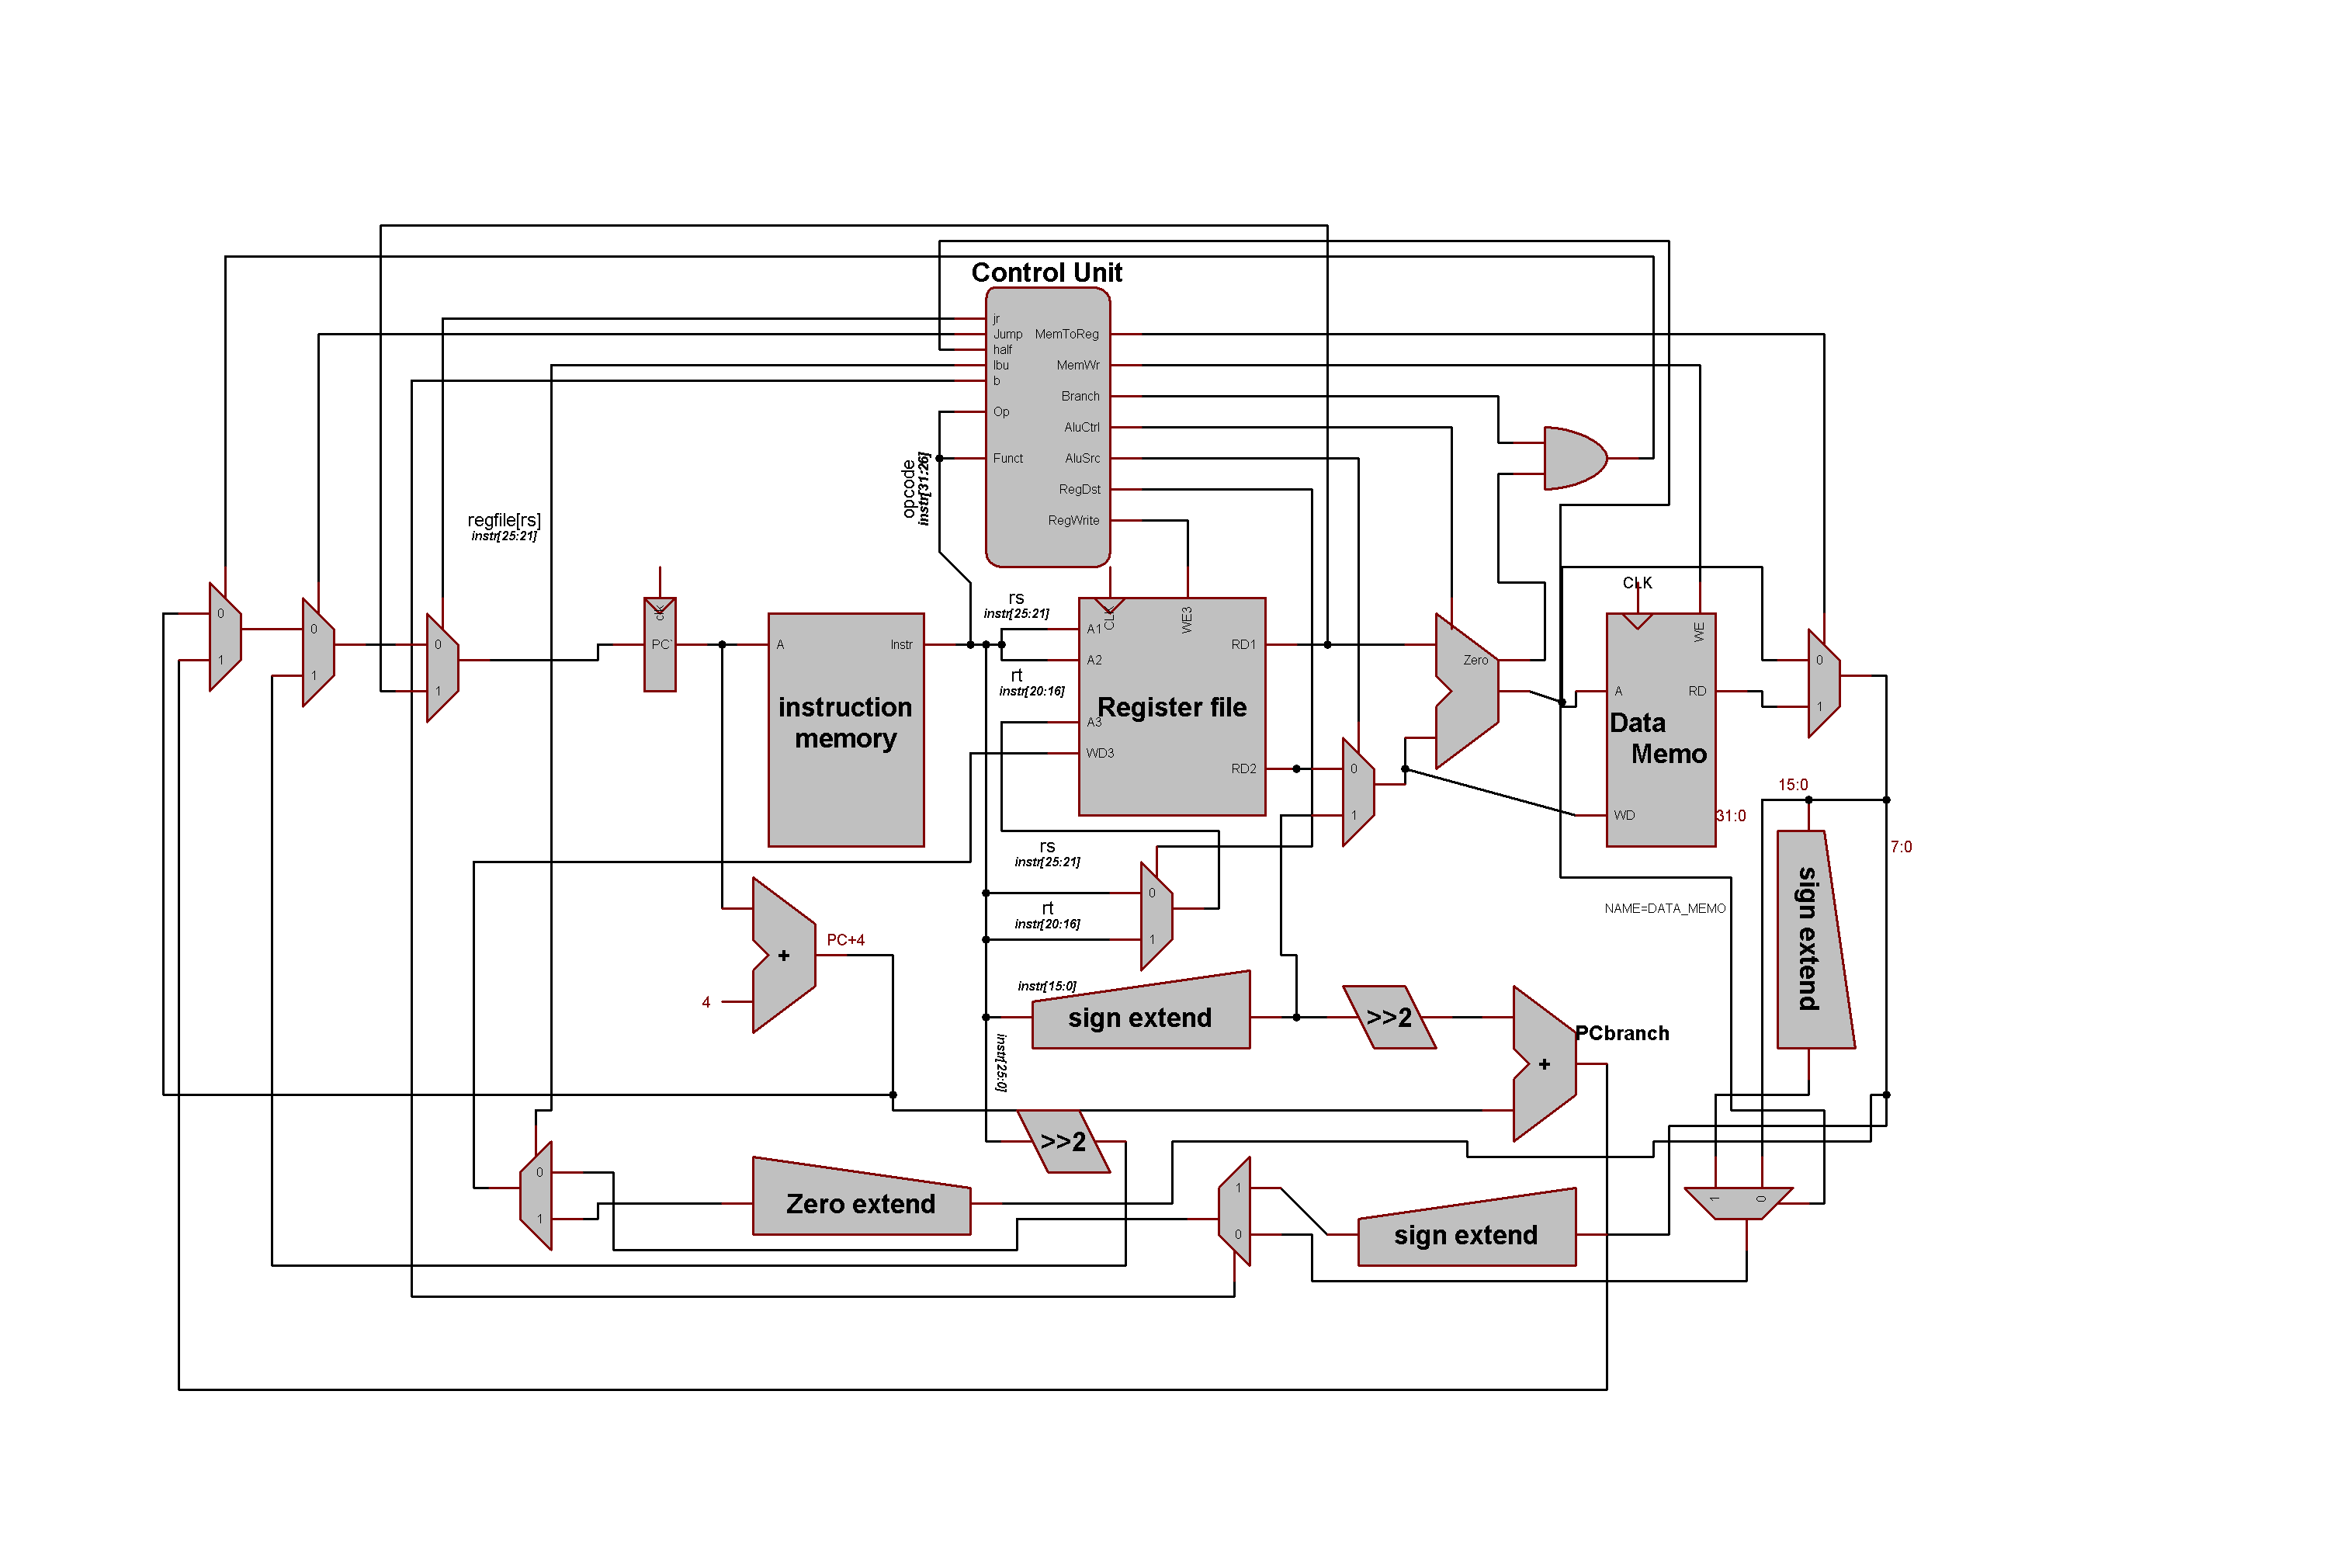 Control Unit
jr
Jump
half
lbu
b
Op
Funct
MemToReg
MemWr
Branch
AluCtrl
AluSrc
RegDst
RegWrite
opcode
instr[31:26]
regfile[rs]
instr[25:21]
0
1
0
1
0
1
clk
PC'
A
Instr
instruction
memory
rs
instr[25:21]
rt
instr[20:16]
CLK
WE3
A1
A2
A3
WD3
RD1
RD2
Register file
0
1
Zero
CLK
WE
A
RD
Data
Memo
WD
31:0
0
1
15:0
7:0
sign extend
NAME=DATA_MEMO
rs
instr[25:21]
rt
instr[20:16]
0
1
PC+4
+
4
instr[15:0]
sign extend
>>2
PCbranch
+
instr[25:0]
>>2
0
1
Zero extend
1
0
sign extend
1
0